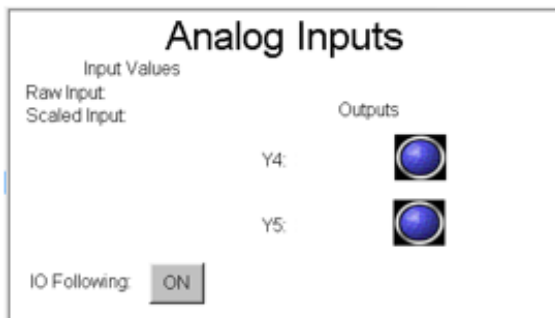 Analog Inputs
Input Values
Raw Input:
Scaled Input:
Outputs
Y4:
Y5:
IO Following: ON